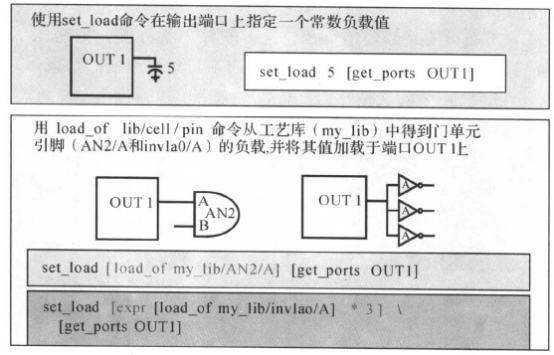 使用set_load命令在输出端口上指定一个常数负载值
OUT 1
5
set_load 5 [get_ports OUT1]
用 load_of lib/cell/pin 命令从工艺库（my_lib）中得到门单元
引脚（AN2/A和invla0/A）的负载,并将其值加载于端口OUT 1上
OUT 1
A
AN2
B
OUT 1
A
A
A
set_load [load_of my_lib/AN2/A] [get_ports OUT1]
set_load [expr [load_of my_lib/invlao/A] * 3 ] \
[get_ports OUT1]